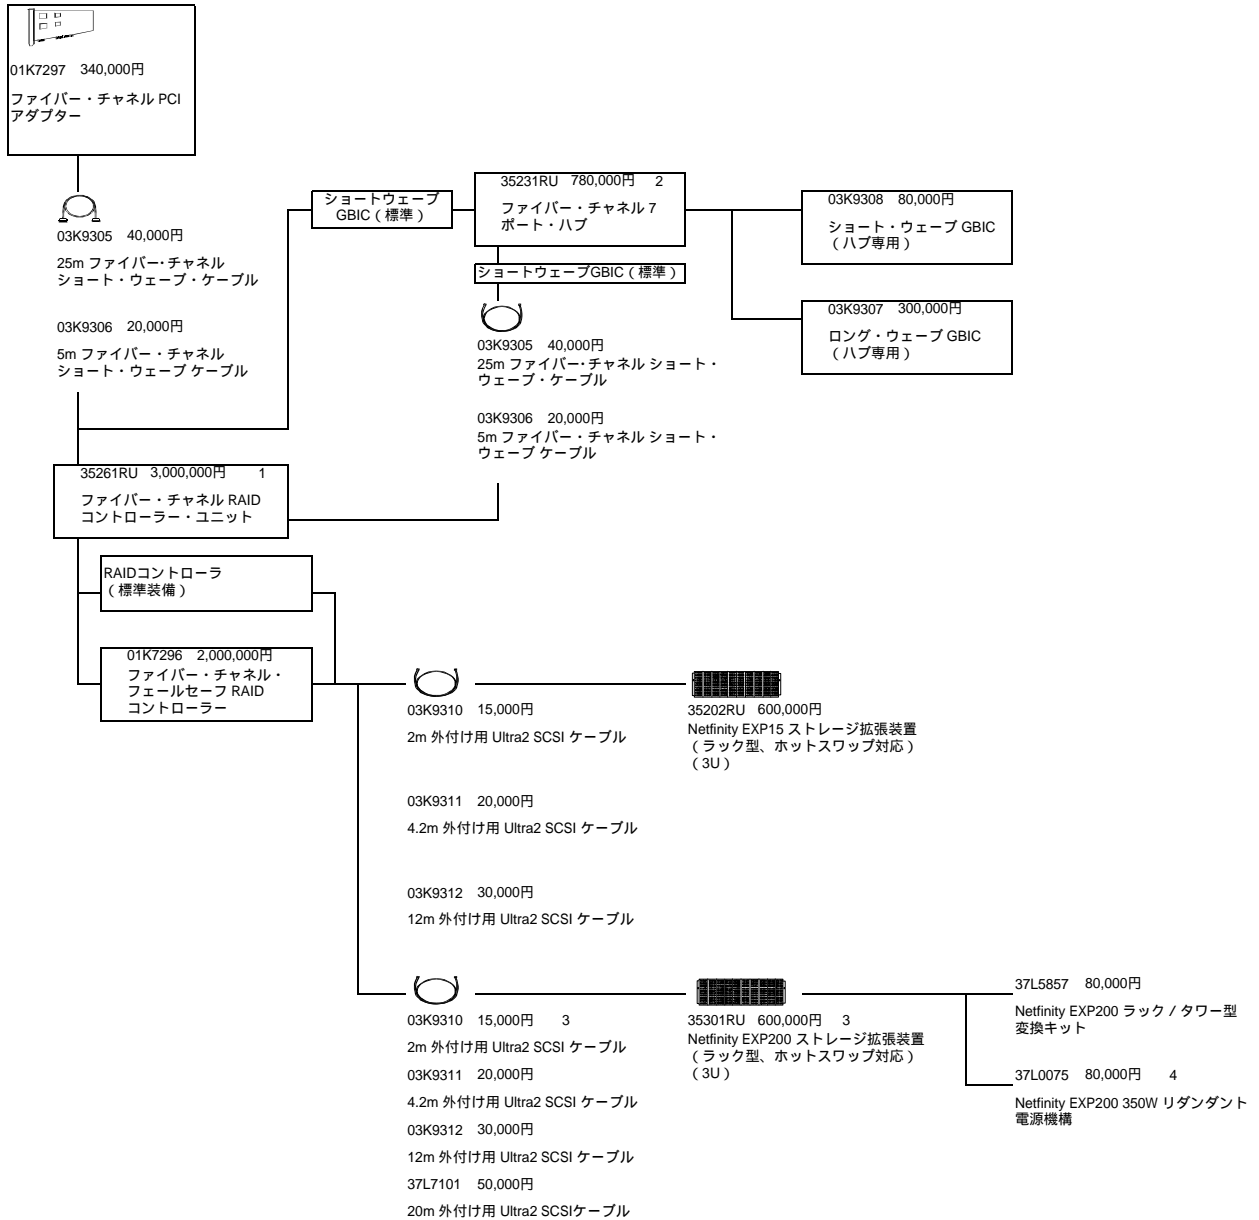 01K7297 340,000円
ファイバー・チャネル PCI
アダプター
03K9305 40,000円
25m ファイバー・チャネル
ショート・ウェーブ・ケーブル
03K9306 20,000円
5m ファイバー・チャネル
ショート・ウェーブ ケーブル
ショートウェーブ
GBIC（標準）
35231RU 780,000円 2
ファイバー・チャネル 7
ポート・ハブ
ショートウェーブGBIC（標準）
03K9305 40,000円
25m ファイバー・チャネル ショート・
ウェーブ・ケーブル
03K9306 20,000円
5m ファイバー・チャネル ショート・
ウェーブ ケーブル
03K9308 80,000円
ショート・ウェーブ GBIC
（ハブ専用）
03K9307 300,000円
ロング・ウェーブ GBIC
（ハブ専用）
35261RU 3,000,000円 1
ファイバー・チャネル RAID
コントローラー・ユニット
RAIDコントローラ
（標準装備）
01K7296 2,000,000円
ファイバー・チャネル・
フェールセーフ RAID
コントローラー
03K9310 15,000円
2m 外付け用 Ultra2 SCSI ケーブル
03K9311 20,000円
4.2m 外付け用 Ultra2 SCSI ケーブル
03K9312 30,000円
12m 外付け用 Ultra2 SCSI ケーブル
35202RU 600,000円
Netfinity EXP15 ストレージ拡張装置
（ラック型、ホットスワップ対応）
（3U）
03K9310 15,000円 3
2m 外付け用 Ultra2 SCSI ケーブル
03K9311 20,000円
4.2m 外付け用 Ultra2 SCSI ケーブル
03K9312 30,000円
12m 外付け用 Ultra2 SCSI ケーブル
37L7101 50,000円
20m 外付け用 Ultra2 SCSIケーブル
35301RU 600,000円 3
Netfinity EXP200 ストレージ拡張装置
（ラック型、ホットスワップ対応）
（3U）
37L5857 80,000円
Netfinity EXP200 ラック / タワー型
変換キット
37L0075 80,000円 4
Netfinity EXP200 350W リダンダント
電源機構